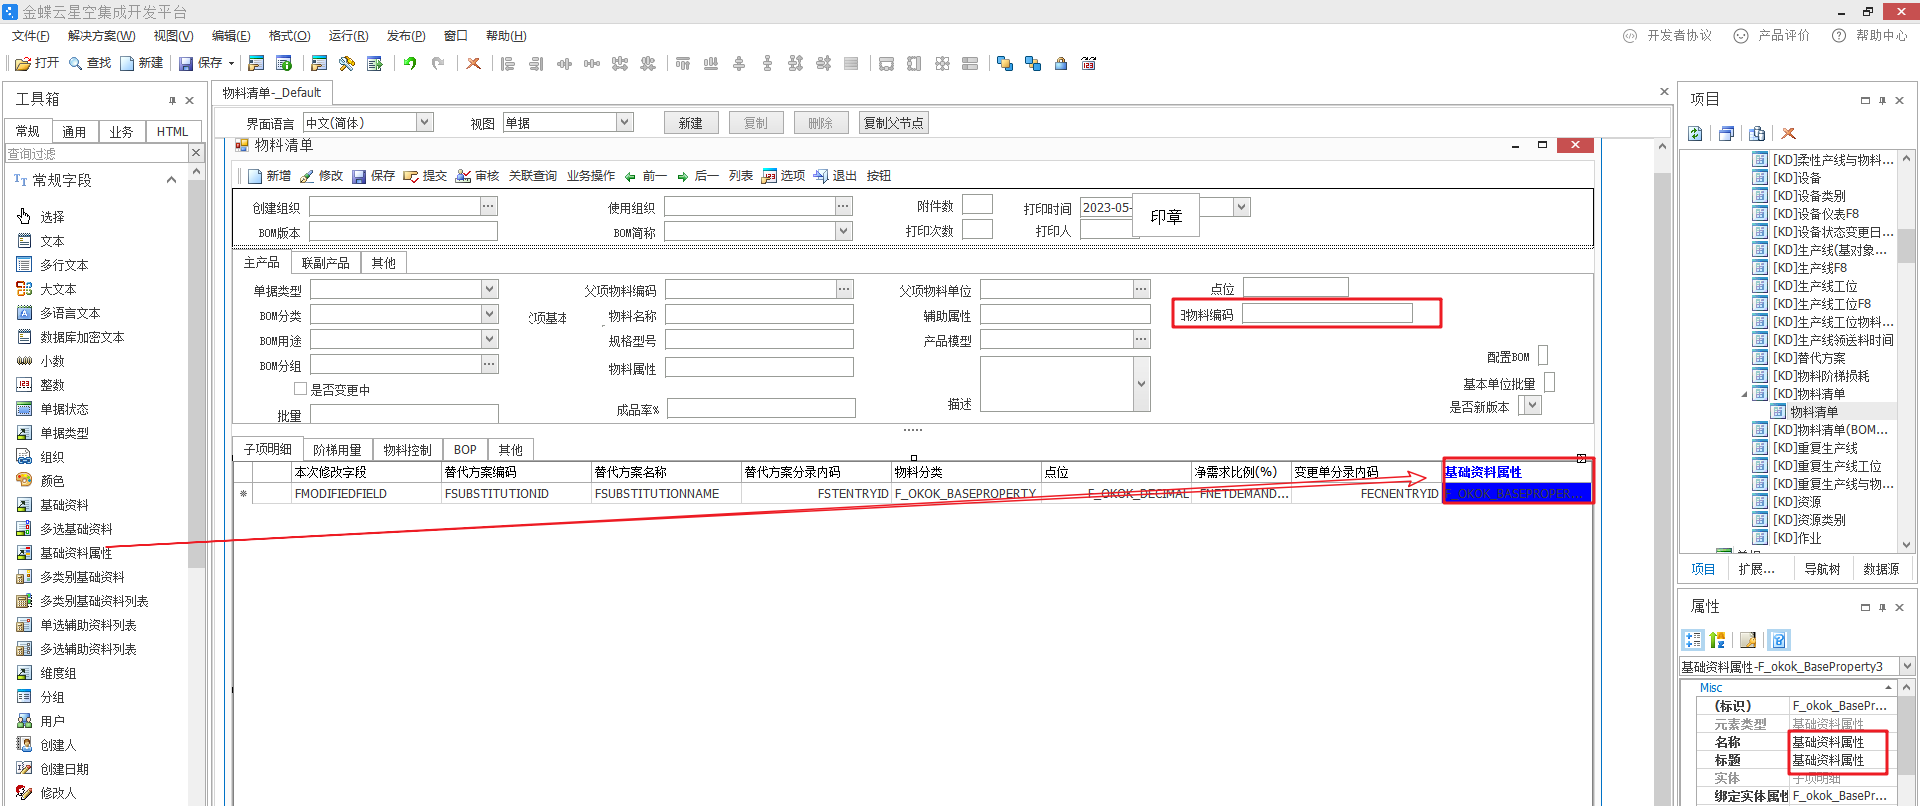 金蝶云星空集成开发平台
文件(F) 解决方案(W) 视图(V) 编辑(E) 格式(O) 运行(R) 发布(P) 窗口 帮助(H)
开发者协议 产品评价 帮助中心
打开 查找 新建 保存
工具箱
常规 通用 业务 HTML
查询过滤
常规字段
选择
文本
多行文本
大文本
多语言文本
数据库加密文本
小数
整数
单据状态
单据类型
组织
颜色
基础资料
多选基础资料
基础资料属性
多类别基础资料
多类别基础资料列表
单选辅助资料列表
多选辅助资料列表
维度组
分组
用户
创建人
创建日期
修改人
物料清单-_Default
界面语言 中文(简体) 视图 单据 新建 复制 删除 复制父节点
物料清单
新增 修改 保存 提交 审核 关联查询 业务操作 前一 后一 列表 选项 退出 按钮
创建组织 使用组织 附件数 打印时间 2023-05- 印章
BOM版本 BOM简称 打印次数 打印人
主产品 联副产品 其他
单据类型 父项物料编码 父项物料单位 点位
BOM分类 项基本 物料名称 辅助属性 物料编码
BOM用途 规格型号 产品模型
配置BOM
BOM分组 物料属性
是否变更中 基本单位批量
批量 成品率% 描述 是否新版本
子项明细 阶梯用量 物料控制 BOP 其他
本次修改字段 替代方案编码 替代方案名称 替代方案分录内码 物料分类 点位 净需求比例(%) 变更单分录内码 基础资料属性
FMODIFIEDFIELD FSUBSTITUTIONID FSUBSTITUTIONNAME FSTENTRYID F_OKOK_BASEPROPERTY F_OKOK_DECIMAL FNETDEMAND... FECNENTRYID F_OKOK_BASEPROPER...
项目
[KD]柔性产线与物料...
[KD]设备
[KD]设备类别
[KD]设备仪表F8
[KD]设备状态变更日...
[KD]生产线(基对象...
[KD]生产线F8
[KD]生产线工位
[KD]生产线工位F8
[KD]生产线工位物料...
[KD]生产线领送料时间
[KD]替代方案
[KD]物料阶梯损耗
[KD]物料清单
物料清单
[KD]物料清单(BOM...
[KD]重复生产线
[KD]重复生产线工位
[KD]重复生产线与物...
[KD]资源
[KD]资源类别
[KD]作业
项目 扩展... 导航树 数据源
属性
基础资料属性-F_okok_BaseProperty3
Misc
(标识) F_okok_BasePr...
元素类型 基础资料属性
名称 基础资料属性
标题 基础资料属性
实体 子项明细
绑定实体属性 F_okok_BasePr...